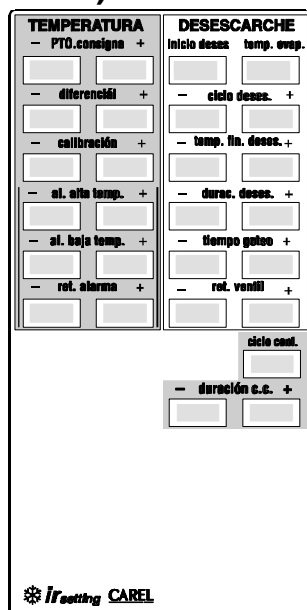 TEMPERATURA
– PTO.consigna +
– diferenciál +
– calibración +
– al. alta temp. +
– al. baja temp. +
– ret. alarma +
DESESCARCHE
inicio deses temp. evap.
– ciclo deses. +
– temp. fin. deses. +
– durac. deses. +
– tiempo goteo +
– ret. ventil +
ciclo cont.
– duración c.c. +
irsetting CAREL